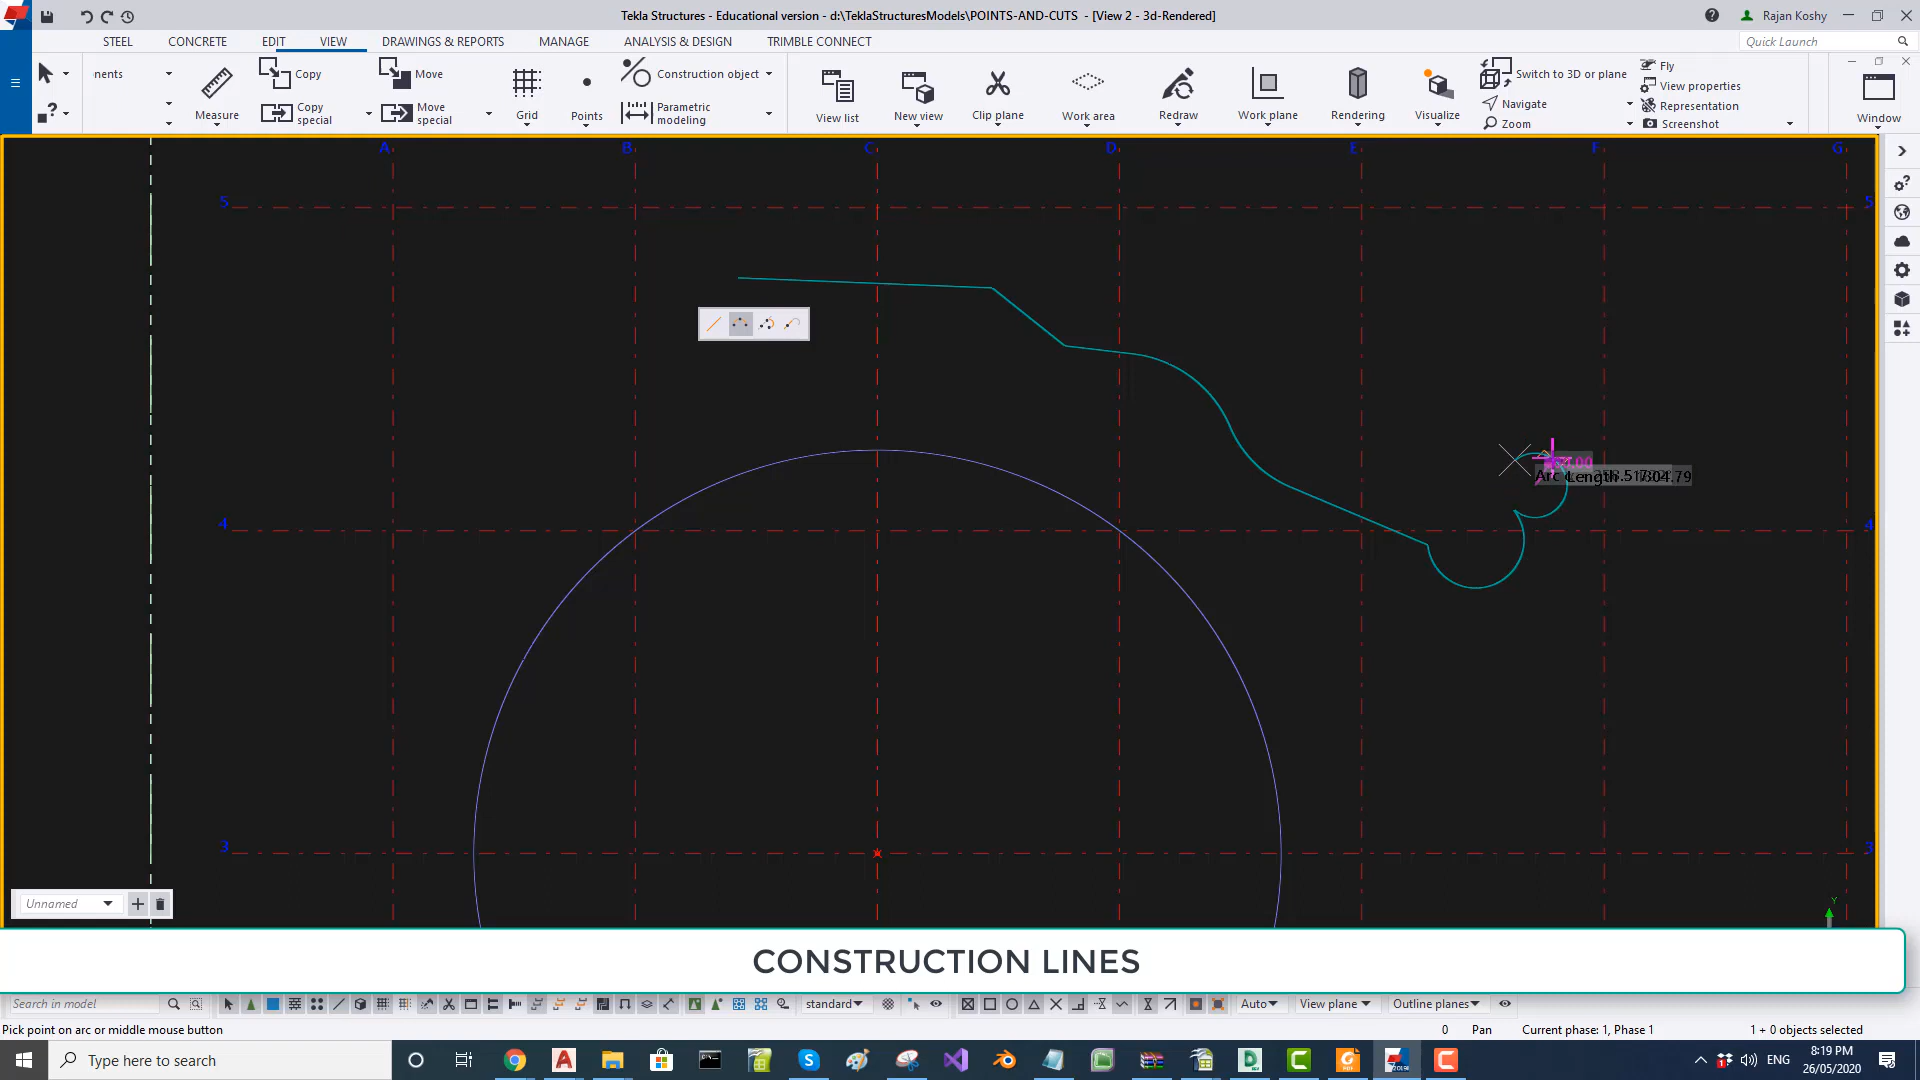 Tekla Structures - Educational version - d:\TeklaStructuresModels\POINTS-AND-CUTS - [View 2 - 3d-Rendered]
Rajan Koshy
STEEL CONCRETE EDIT VIEW DRAWINGS & REPORTS MANAGE ANALYSIS & DESIGN TRIMBLE CONNECT
Quick Launch
nents
Measure
Copy
Copy special
Move
Move special
Grid
Points
Construction object
Parametric modeling
View list
New view
Clip plane
Work area
Redraw
Work plane
Rendering
Visualize
Switch to 3D or plane
Navigate
Zoom
Fly
View properties
Representation
Screenshot
Window
A B C D E F G
5 5
Arc Length
4 4
3 3
Unnamed
Y
CONSTRUCTION LINES
Search in model
standard
Auto
View plane
Outline planes
Pick point on arc or middle mouse button
0 Pan Current phase: 1, Phase 1 1 + 0 objects selected
Type here to search
ENG
8:19 PM
26/05/2020